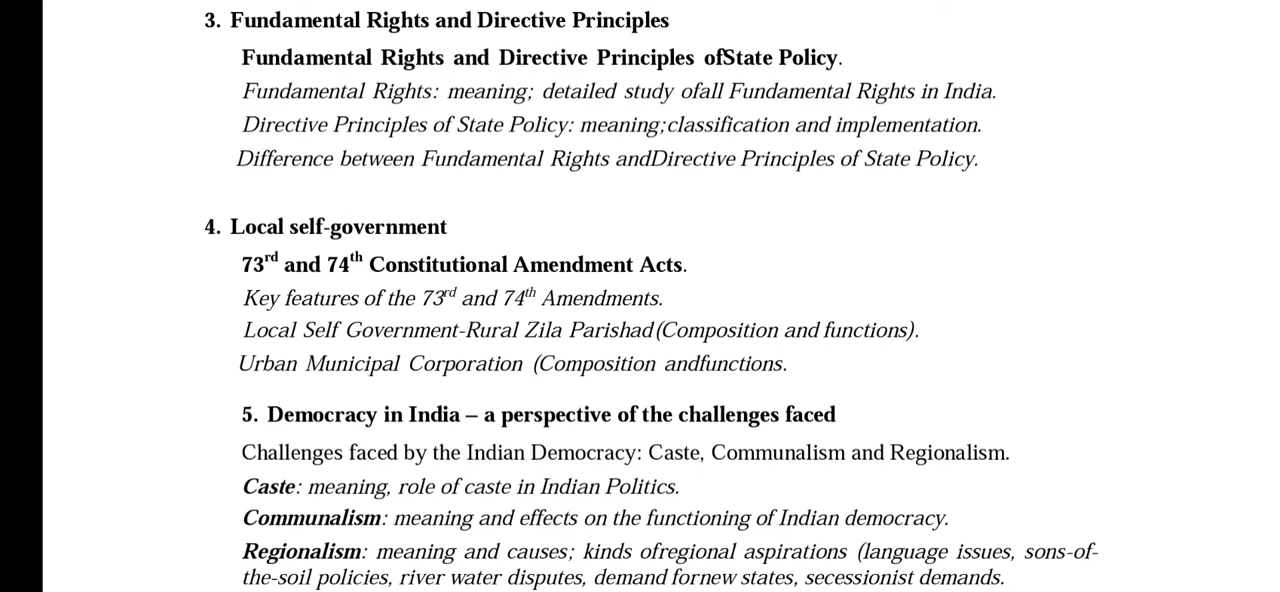 3. Fundamental Rights and Directive Principles
Fundamental Rights and Directive Principles ofState Policy.
Fundamental Rights: meaning; detailed study ofall Fundamental Rights in India.
Directive Principles of State Policy: meaning;classification and implementation.
Difference between Fundamental Rights andDirective Principles of State Policy.
4. Local self-government
73rd and 74th Constitutional Amendment Acts.
Key features of the 73rd and 74th Amendments.
Local Self Government-Rural Zila Parishad(Composition and functions).
Urban Municipal Corporation (Composition andfunctions.
5. Democracy in India – a perspective of the challenges faced
Challenges faced by the Indian Democracy: Caste, Communalism and Regionalism.
Caste: meaning, role of caste in Indian Politics.
Communalism: meaning and effects on the functioning of Indian democracy.
Regionalism: meaning and causes; kinds ofregional aspirations (language issues, sons-of-
the-soil policies, river water disputes, demand fornew states, secessionist demands.